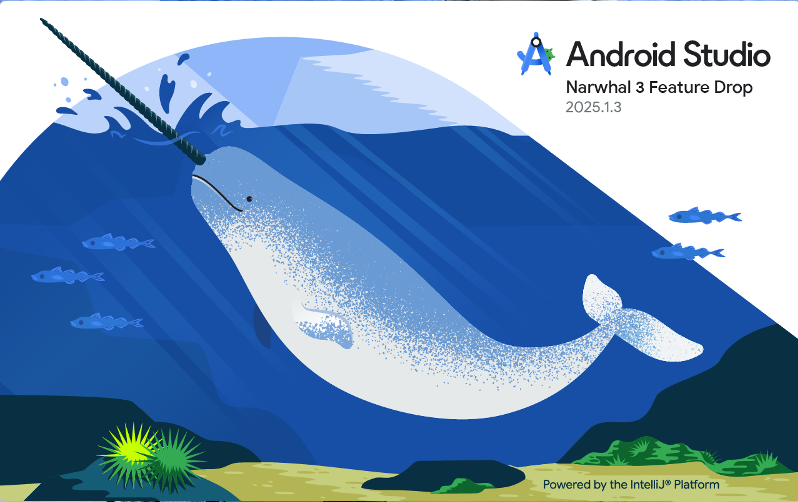 Android Studio
Narwhal 3 Feature Drop
2025.1.3
Powered by the IntelliJ® Platform